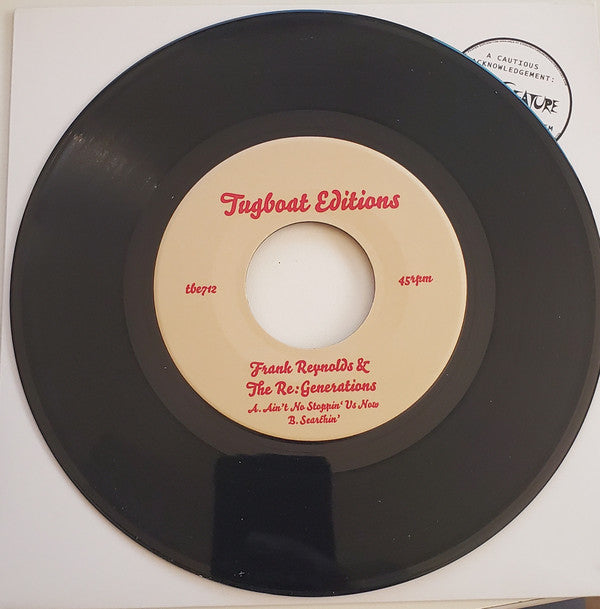 A CAUTIOUS
ACKNOWLEDGEMENT:
Tugboat Editions
tbe712
45rpm
Frank Reynolds &
The Re:Generations
A. Ain't No Stoppin' Us Now
B. Searchin'